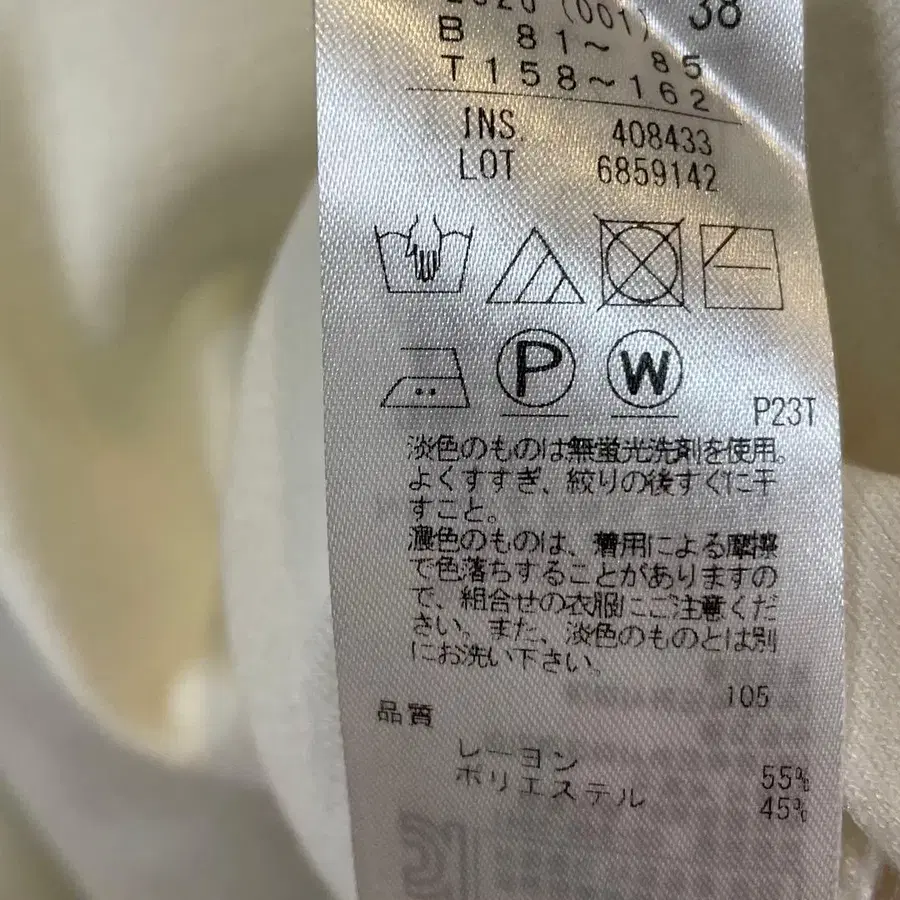 (001) 38
B 81～ 85
T158～162
INS. 408433
LOT 6859142
P W
P23T
淡色のものは無蛍光洗剤を使用。
よくすすぎ、絞りの後すぐに干
すこと。
濃色のものは、着用による摩擦
で色落ちすることがありますの
で、組合せの衣服にご注意くだ
さい。また、淡色のものとは別
にお洗い下さい。
105
品質
レーヨン 55%
ポリエステル 45%